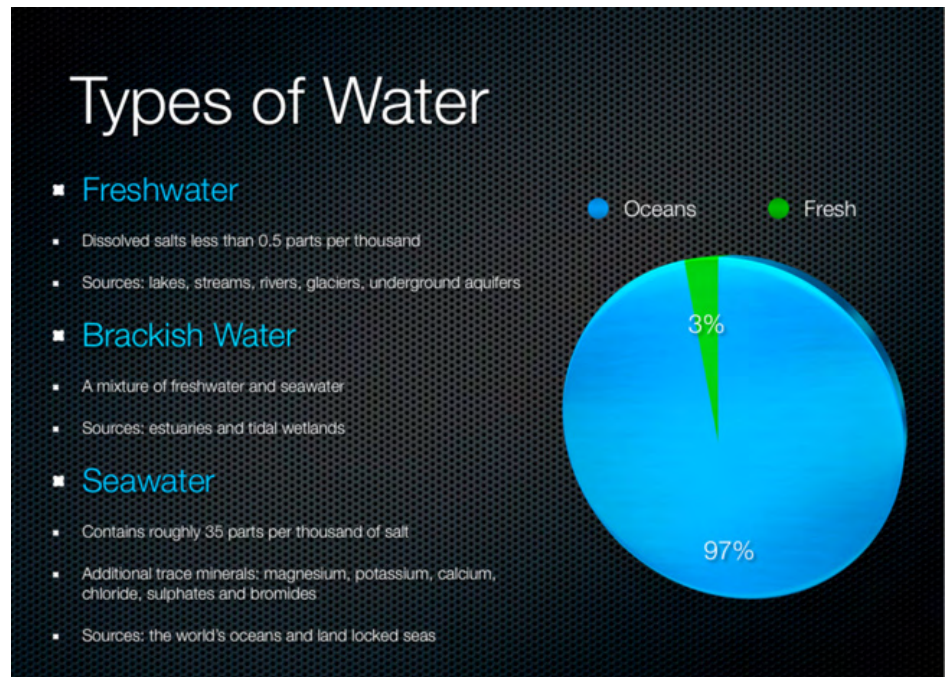 Types of Water
Freshwater
Dissolved salts less than 0.5 parts per thousand
Sources: lakes, streams, rivers, glaciers, underground aquifers
Brackish Water
A mixture of freshwater and seawater
Sources: estuaries and tidal wetlands
Seawater
Contains roughly 35 parts per thousand of salt
Additional trace minerals: magnesium, potassium, calcium,
chloride, sulphates and bromides
Sources: the world's oceans and land locked seas
Oceans
Fresh
3%
97%